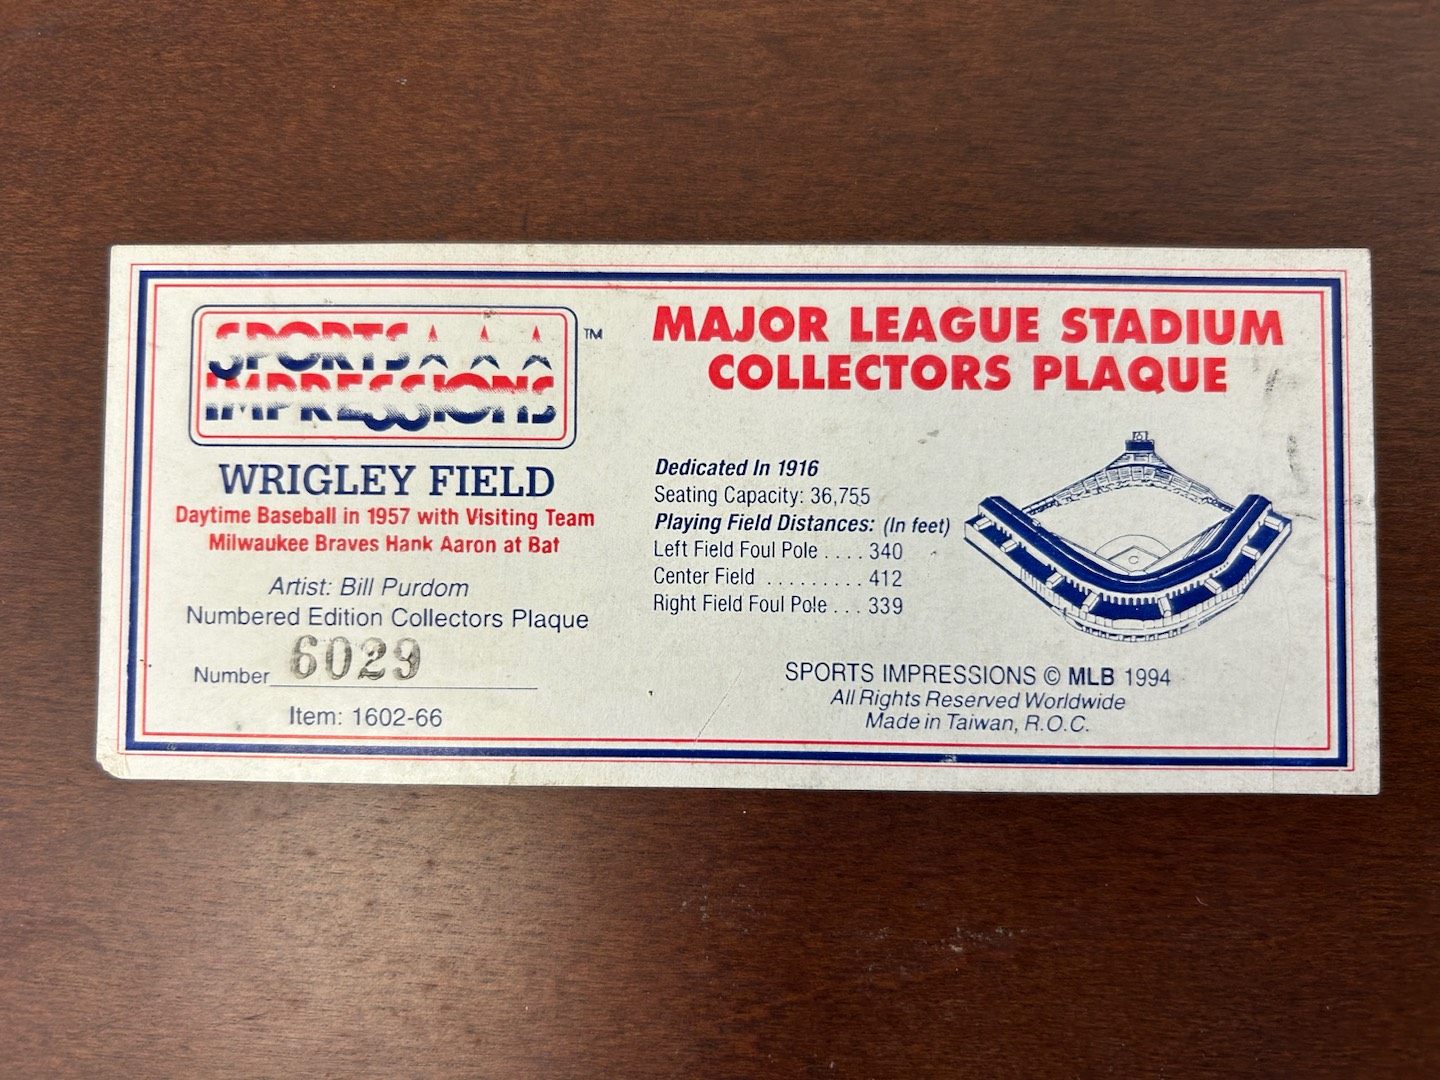 SPORTS
IMPRESSIONS
TM
WRIGLEY FIELD
Daytime Baseball in 1957 with Visiting Team
Milwaukee Braves Hank Aaron at Bat
Artist: Bill Purdom
Numbered Edition Collectors Plaque
Number 6029
Item: 1602-66
MAJOR LEAGUE STADIUM
COLLECTORS PLAQUE
Dedicated In 1916
Seating Capacity: 36,755
Playing Field Distances: (In feet)
Left Field Foul Pole .... 340
Center Field ......... 412
Right Field Foul Pole ... 339
SPORTS IMPRESSIONS © MLB 1994
All Rights Reserved Worldwide
Made in Taiwan, R.O.C.